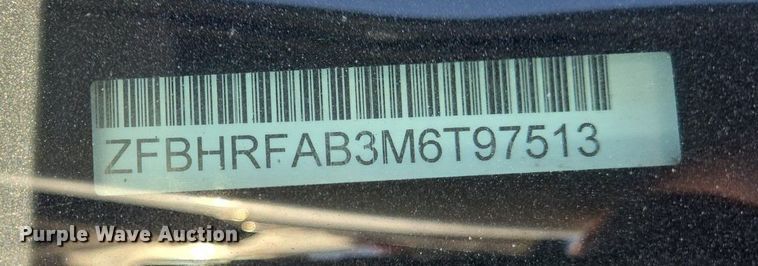 ZFBHRFAB3M6T97513
Purple Wave Auction